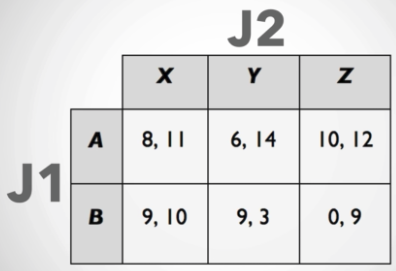 J2
X Y Z
J1
A 8, 11 6, 14 10, 12
B 9, 10 9, 3 0, 9